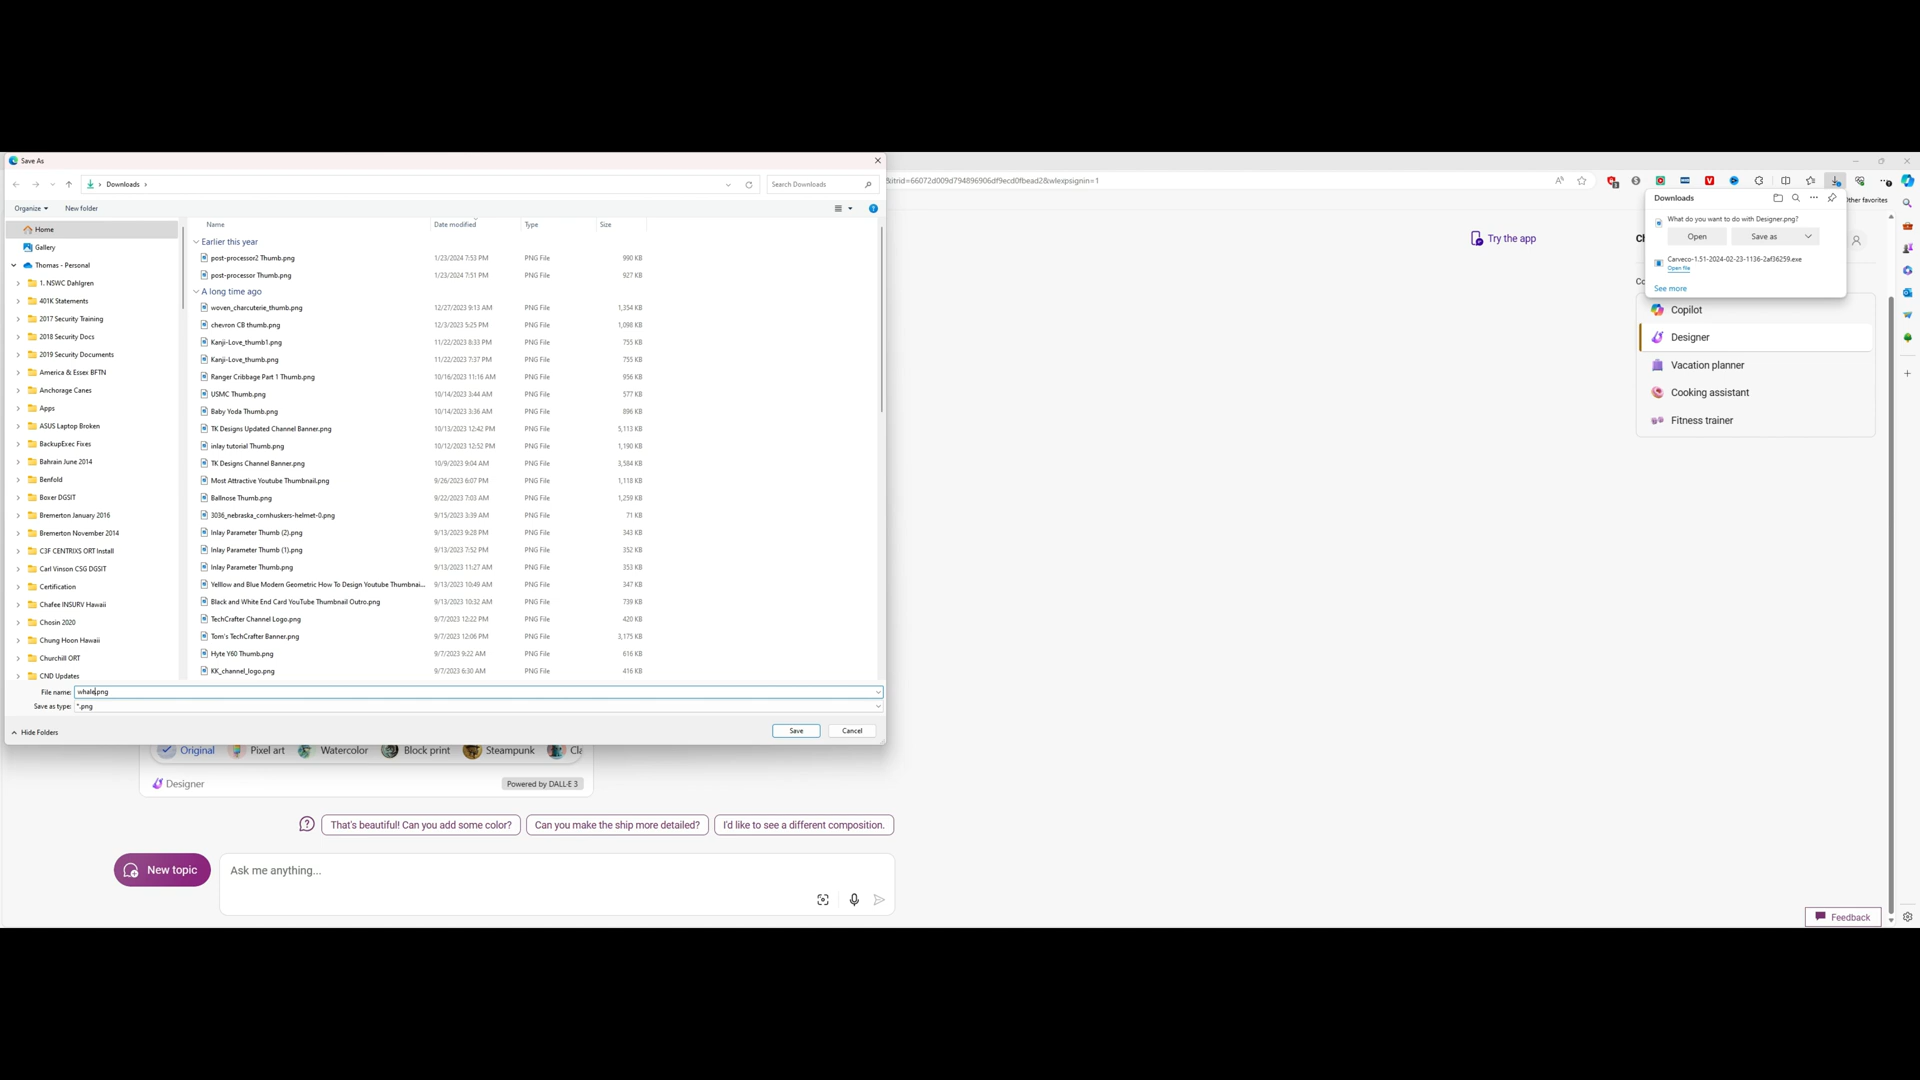 Save As
Downloads
Search Downloads
&itrid=66072d009d794896906df9ecd0fbead2&wlexpsignin=1
Organize
New folder
Other favorites
Name
Date modified
Type
Size
Home
Gallery
Thomas - Personal
1. NSWC Dahlgren
401K Statements
2017 Security Training
2018 Security Docs
2019 Security Documents
America & Essex BFTN
Anchorage Canes
Apps
ASUS Laptop Broken
BackupExec Fixes
Bahrain June 2014
Benfold
Boxer DGSIT
Bremerton January 2016
Bremerton November 2014
C3F CENTRIXS ORT Install
Carl Vinson CSG DGSIT
Certification
Chafee INSURV Hawaii
Chosin 2020
Chung Hoon Hawaii
Churchill ORT
CND Updates
Earlier this year
post-processor2 Thumb.png 1/23/2024 7:53 PM PNG File 990 KB
post-processor Thumb.png 1/23/2024 7:51 PM PNG File 927 KB
A long time ago
woven_charcuterie_thumb.png 12/27/2023 9:13 AM PNG File 1,354 KB
chevron CB thumb.png 12/3/2023 5:25 PM PNG File 1,098 KB
Kanji-Love_thumb1.png 11/22/2023 8:33 PM PNG File 755 KB
Kanji-Love_thumb.png 11/22/2023 7:37 PM PNG File 755 KB
Ranger Cribbage Part 1 Thumb.png 10/16/2023 11:16 AM PNG File 956 KB
USMC Thumb.png 10/14/2023 3:44 AM PNG File 577 KB
Baby Yoda Thumb.png 10/14/2023 3:36 AM PNG File 896 KB
TK Designs Updated Channel Banner.png 10/13/2023 12:42 PM PNG File 5,113 KB
inlay tutorial Thumb.png 10/12/2023 12:52 PM PNG File 1,190 KB
TK Designs Channel Banner.png 10/9/2023 9:04 AM PNG File 3,584 KB
Most Attractive Youtube Thumbnail.png 9/26/2023 6:07 PM PNG File 1,118 KB
Ballnose Thumb.png 9/22/2023 7:03 AM PNG File 1,259 KB
3036_nebraska_cornhuskers-helmet-0.png 9/15/2023 3:39 AM PNG File 71 KB
Inlay Parameter Thumb (2).png 9/13/2023 9:28 PM PNG File 343 KB
Inlay Parameter Thumb (1).png 9/13/2023 7:52 PM PNG File 352 KB
Inlay Parameter Thumb.png 9/13/2023 11:27 AM PNG File 353 KB
Yelllow and Blue Modern Geometric How To Design Youtube Thumbnai... 9/13/2023 10:49 AM PNG File 347 KB
Black and White End Card YouTube Thumbnail Outro.png 9/13/2023 10:32 AM PNG File 739 KB
TechCrafter Channel Logo.png 9/7/2023 12:22 PM PNG File 420 KB
Tom's TechCrafter Banner.png 9/7/2023 12:06 PM PNG File 3,175 KB
Hyte Y60 Thumb.png 9/7/2023 9:22 AM PNG File 616 KB
KK_channel_logo.png 9/7/2023 6:30 AM PNG File 416 KB
File name: whale.png
Save as type: *.png
Hide Folders
Save
Cancel
Try the app
Downloads
What do you want to do with Designer.png?
Open
Save as
Carveco-1.51-2024-02-23-1136-2af36259.exe
Open file
See more
Copilot
Designer
Vacation planner
Cooking assistant
Fitness trainer
Original
Pixel art
Watercolor
Block print
Steampunk
Cla
Designer
Powered by DALL·E 3
That's beautiful! Can you add some color?
Can you make the ship more detailed?
I'd like to see a different composition.
New topic
Ask me anything...
Feedback